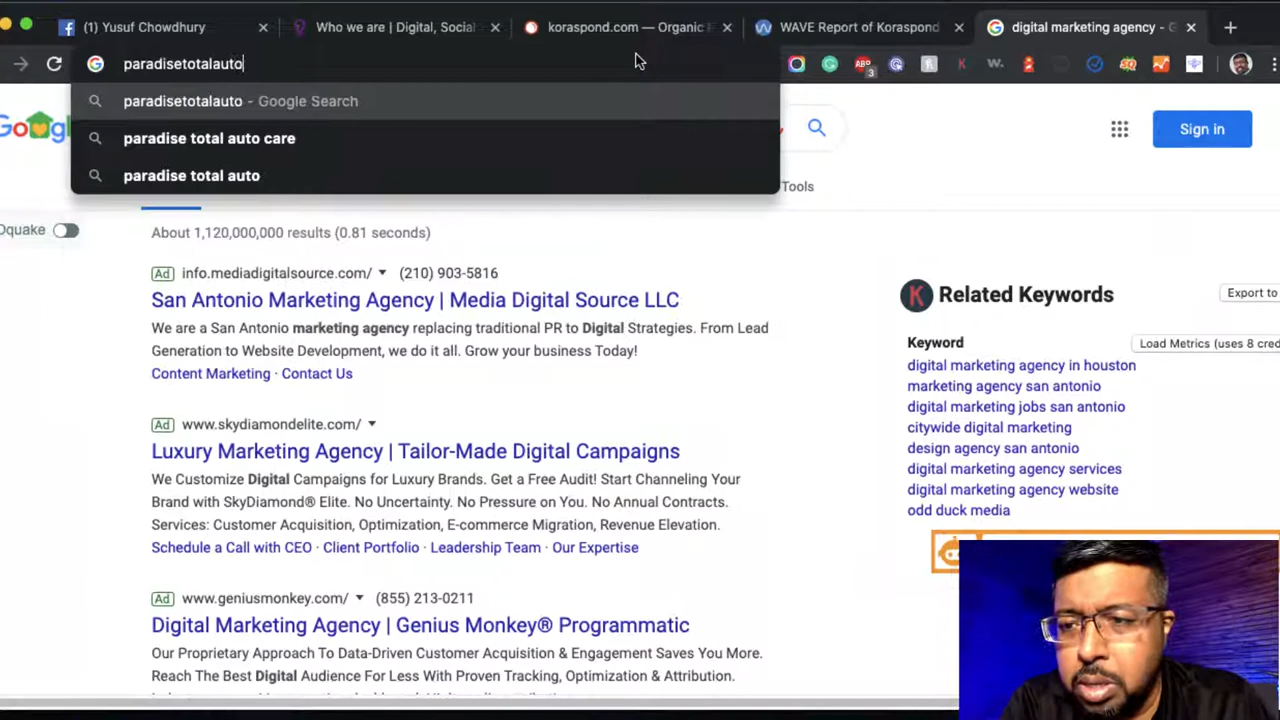 (1) Yusuf Chowdhury
Who we are | Digital, Social
koraspond.com — Organic
WAVE Report of Koraspond
digital marketing agency - G
paradisetotalauto
ABP
3
w.
paradisetotalauto - Google Search
paradise total auto care
paradise total auto
Googl
Sign in
Tools
Oquake
About 1,120,000,000 results (0.81 seconds)
Ad info.mediadigitalsource.com/ (210) 903-5816
San Antonio Marketing Agency | Media Digital Source LLC
We are a San Antonio marketing agency replacing traditional PR to Digital Strategies. From Lead
Generation to Website Development, we do it all. Grow your business Today!
Content Marketing · Contact Us
Ad www.skydiamondelite.com/
Luxury Marketing Agency | Tailor-Made Digital Campaigns
We Customize Digital Campaigns for Luxury Brands. Get a Free Audit! Start Channeling Your
Brand with SkyDiamond® Elite. No Uncertainty. No Pressure on You. No Annual Contracts.
Services: Customer Acquisition, Optimization, E-commerce Migration, Revenue Elevation.
Schedule a Call with CEO · Client Portfolio · Leadership Team · Our Expertise
Ad www.geniusmonkey.com/ (855) 213-0211
Digital Marketing Agency | Genius Monkey® Programmatic
Our Proprietary Approach To Data-Driven Customer Acquisition & Engagement Saves You More.
Reach The Best Digital Audience For Less With Proven Tracking, Optimization & Attribution.
K Related Keywords
Export to
Keyword
Load Metrics (uses 8 cred
digital marketing agency in houston
marketing agency san antonio
digital marketing jobs san antonio
citywide digital marketing
design agency san antonio
digital marketing agency services
digital marketing agency website
odd duck media